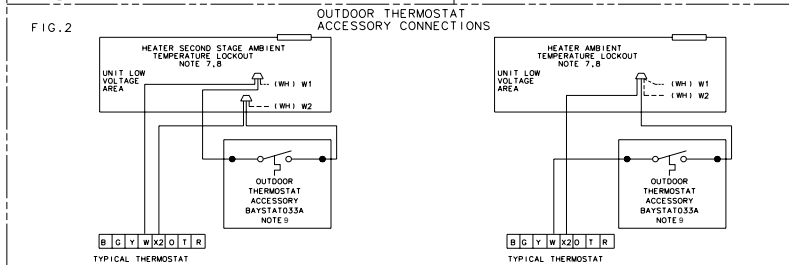 OUTDOOR THERMOSTAT
ACCESSORY CONNECTIONS
FIG.2
HEATER SECOND STAGE AMBIENT
TEMPERATURE LOCKOUT
NOTE 7,8
UNIT LOW
VOLTAGE
AREA
(WH) W1
(WH) W2
OUTDOOR
THERMOSTAT
ACCESSORY
BAYSTAT033A
NOTE 9
B G Y W X2 O T R
TYPICAL THERMOSTAT
HEATER AMBIENT
TEMPERATURE LOCKOUT
NOTE 7,8
UNIT LOW
VOLTAGE
AREA
(WH) W1
(WH) W2
OUTDOOR
THERMOSTAT
ACCESSORY
BAYSTAT033A
NOTE 9
B G Y W X2 O T R
TYPICAL THERMOSTAT